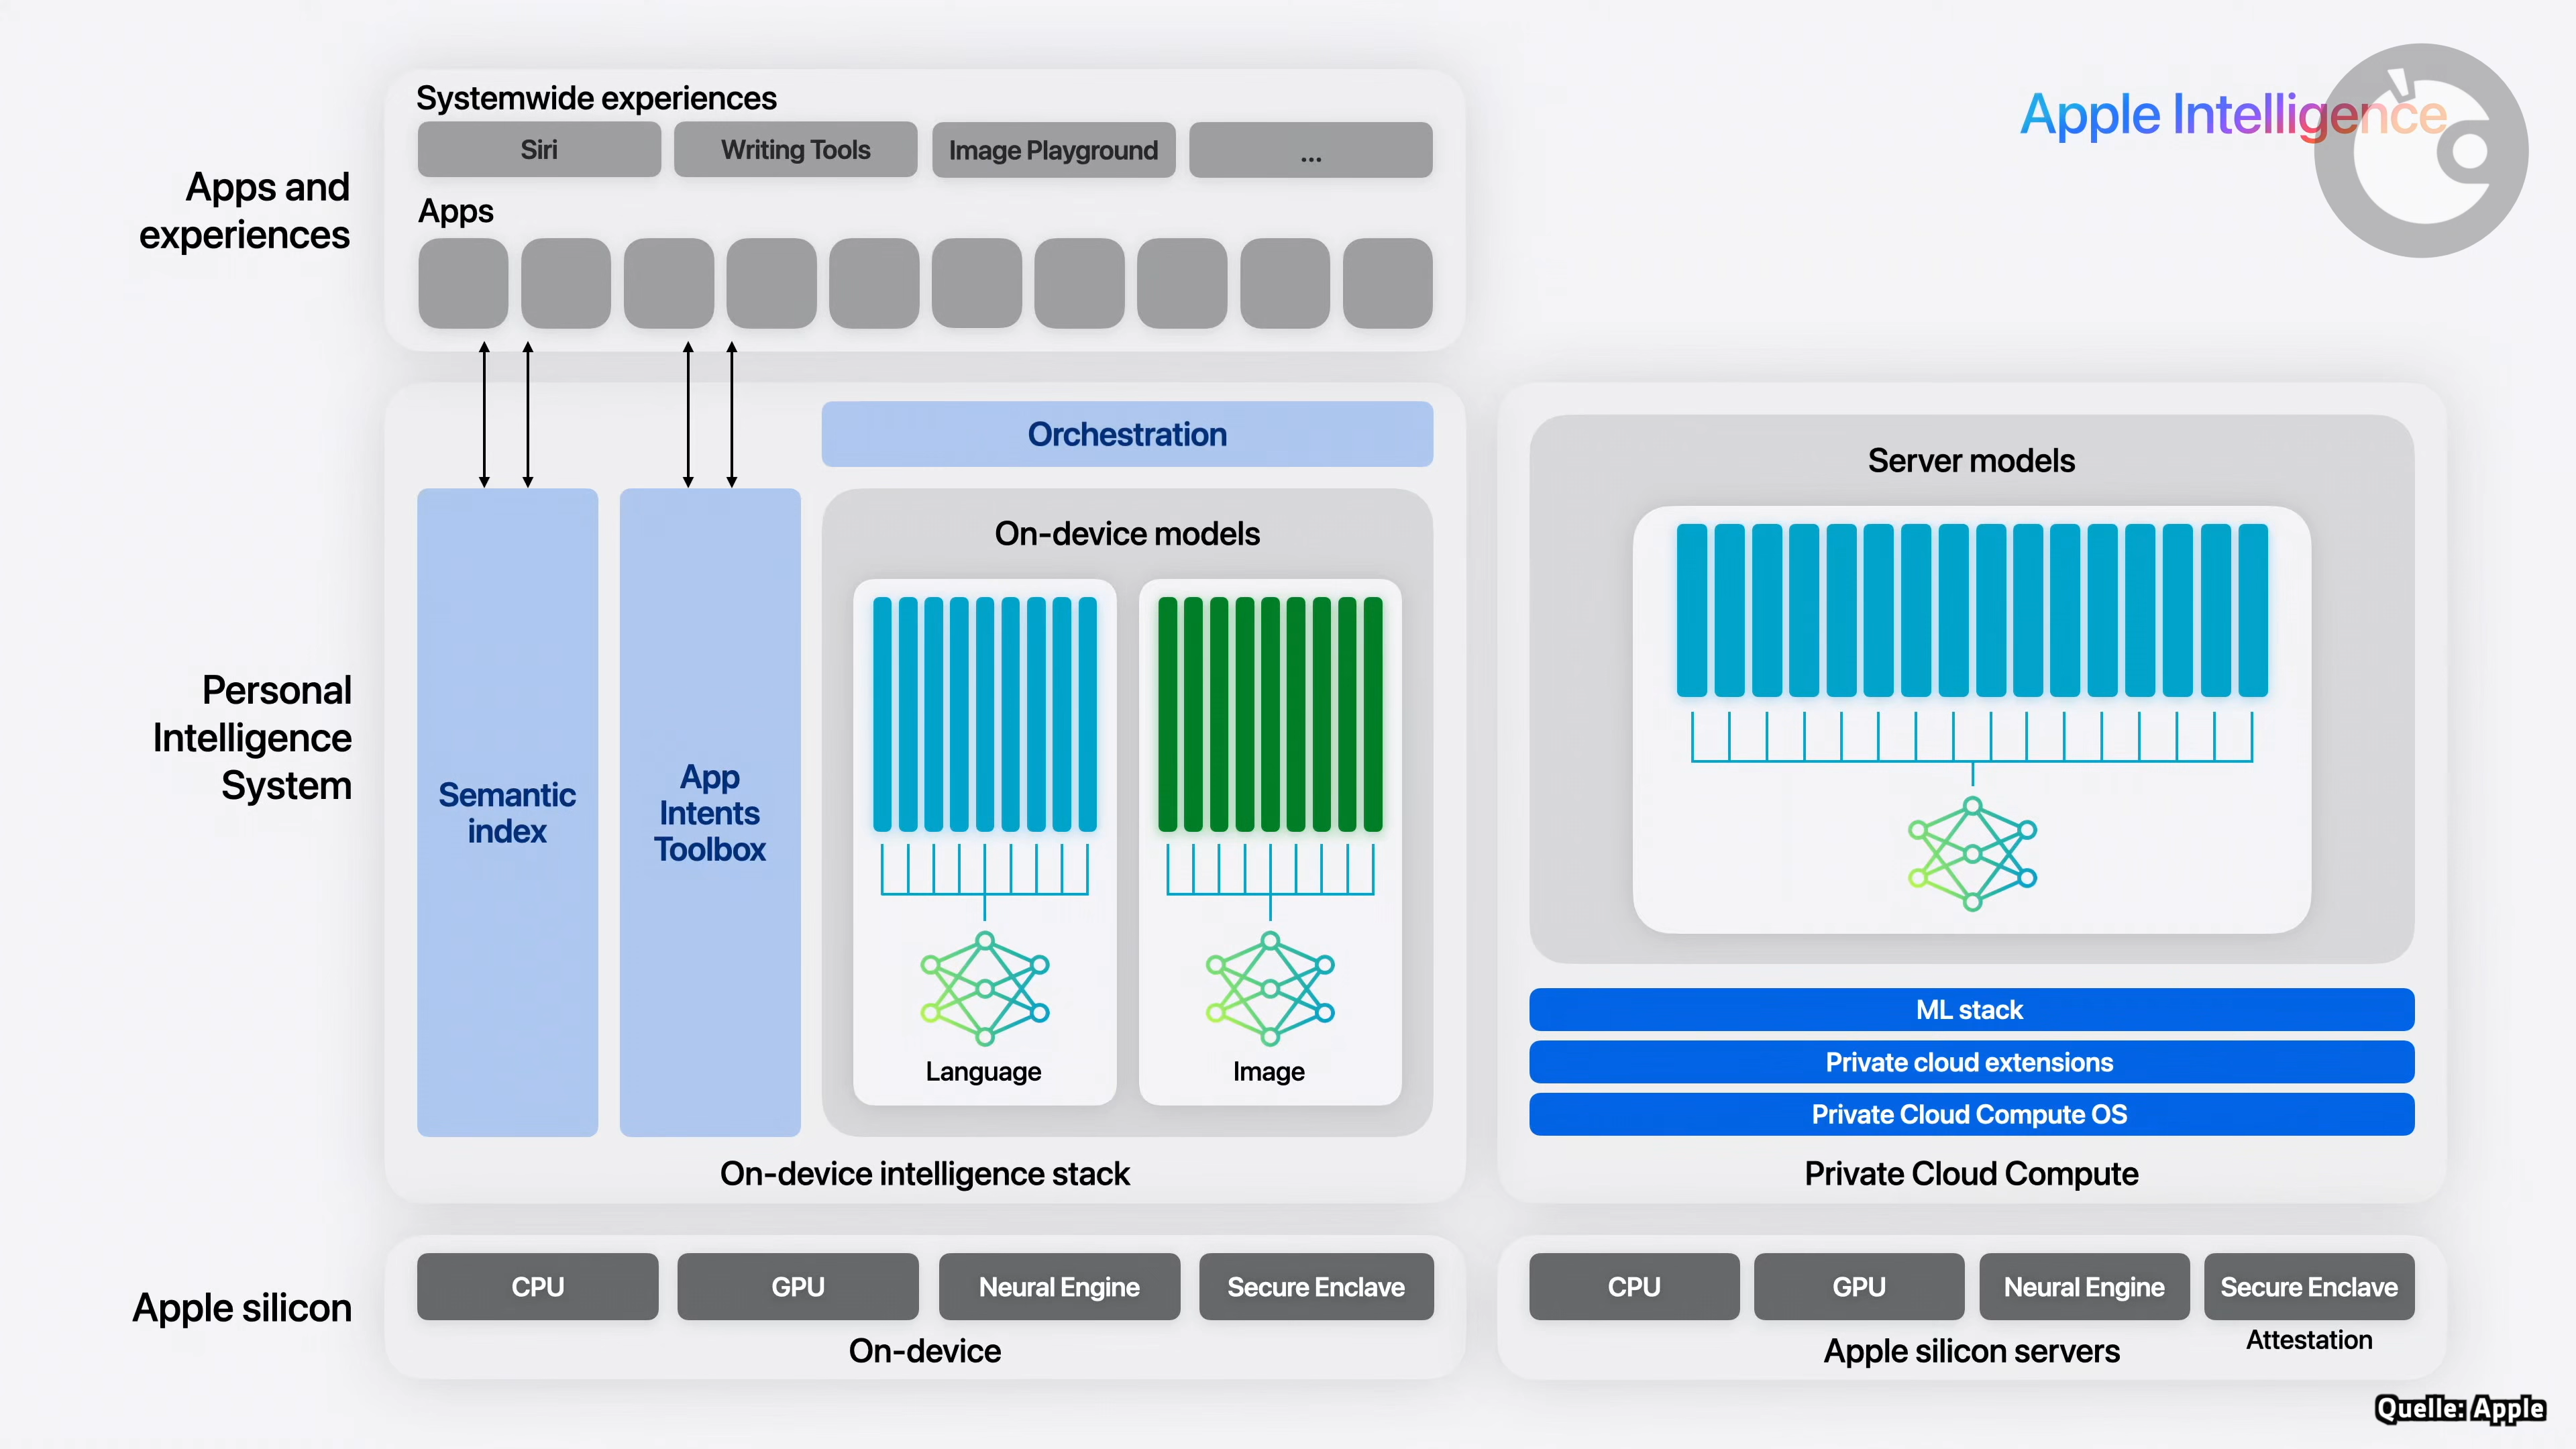 Apple Intelligence
Apps and
experiences
Systemwide experiences
Siri
Writing Tools
Image Playground
...
Apps
Personal
Intelligence
System
Semantic
index
App
Intents
Toolbox
Orchestration
On-device models
Language
Image
On-device intelligence stack
Server models
ML stack
Private cloud extensions
Private Cloud Compute OS
Private Cloud Compute
Apple silicon
CPU
GPU
Neural Engine
Secure Enclave
On-device
CPU
GPU
Neural Engine
Secure Enclave
Attestation
Apple silicon servers
Quelle: Apple